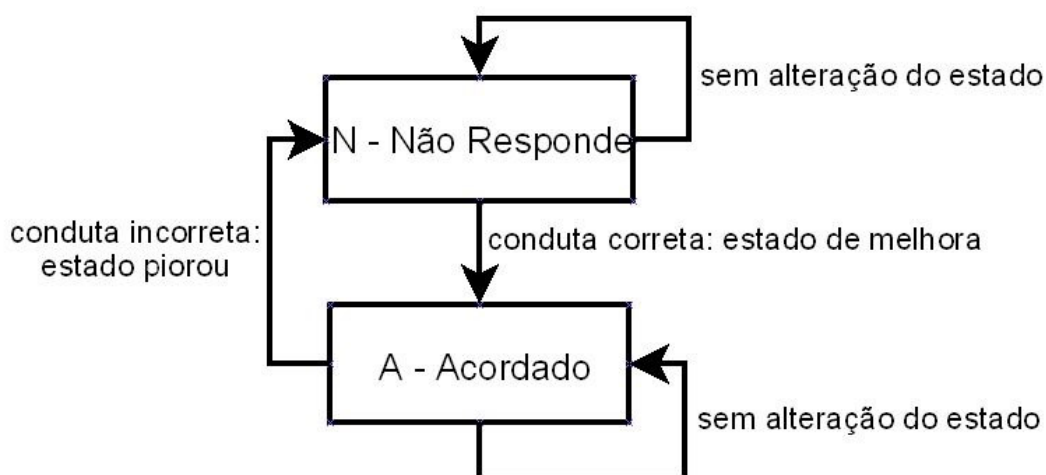 sem alteração do estado
N - Não Responde
conduta incorreta:
estado piorou
conduta correta: estado de melhora
A - Acordado
sem alteração do estado